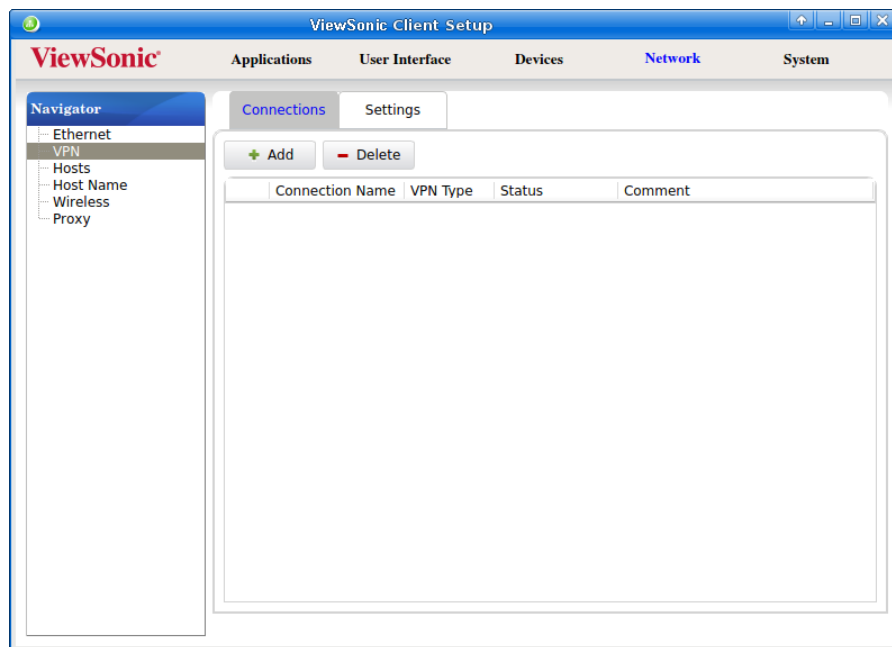 ViewSonic Client Setup
ViewSonic®
Applications User Interface Devices Network System
Navigator
Ethernet
VPN
Hosts
Host Name
Wireless
Proxy
Connections Settings
Add Delete
Connection Name VPN Type Status Comment